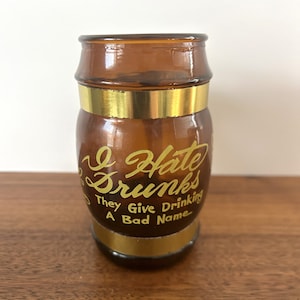 I Hate
Drunks
They Give Drinking
A Bad Name...